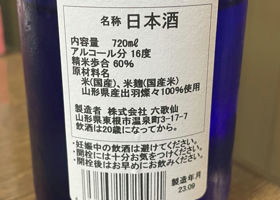 名称 日本酒
内容量 720ml
アルコール分 16度
精米歩合 60%
原材料名
米(国産)、米麹(国産米)
山形県産出羽燦々100%使用
製造者 株式会社 六歌仙
山形県東根市温泉町3-17-7
飲酒は20歳になってから。
・妊娠中の飲酒は避けてください。
・開栓には十分お気をつけください。
・開栓後はお早めにお飲みください。
製造年月
23.09